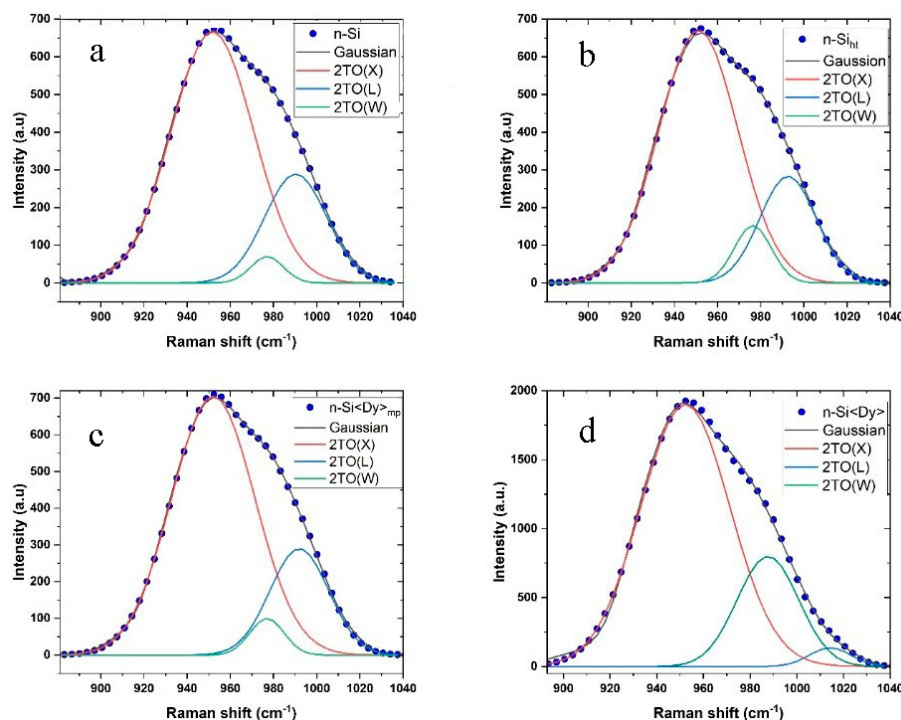 a
700
600
500
400
300
200
100
0
Intensity (a.u)
n-Si
Gaussian
2TO(X)
2TO(L)
2TO(W)
900 920 940 960 980 1000 1020 1040
Raman shift (cm-1)
b
700
600
500
400
300
200
100
0
Intensity (a.u)
n-Siht
Gaussian
2TO(X)
2TO(L)
2TO(W)
900 920 940 960 980 1000 1020 1040
Raman shift (cm-1)
c
700
600
500
400
300
200
100
0
Intensity (a.u)
n-Si<Dy>mp
Gaussian
2TO(X)
2TO(L)
2TO(W)
900 920 940 960 980 1000 1020 1040
Raman shift (cm-1)
d
2000
1500
1000
500
0
Intensity (a.u.)
n-Si<Dy>
Gaussian
2TO(X)
2TO(L)
2TO(W)
900 920 940 960 980 1000 1020 1040
Raman shift (cm-1)